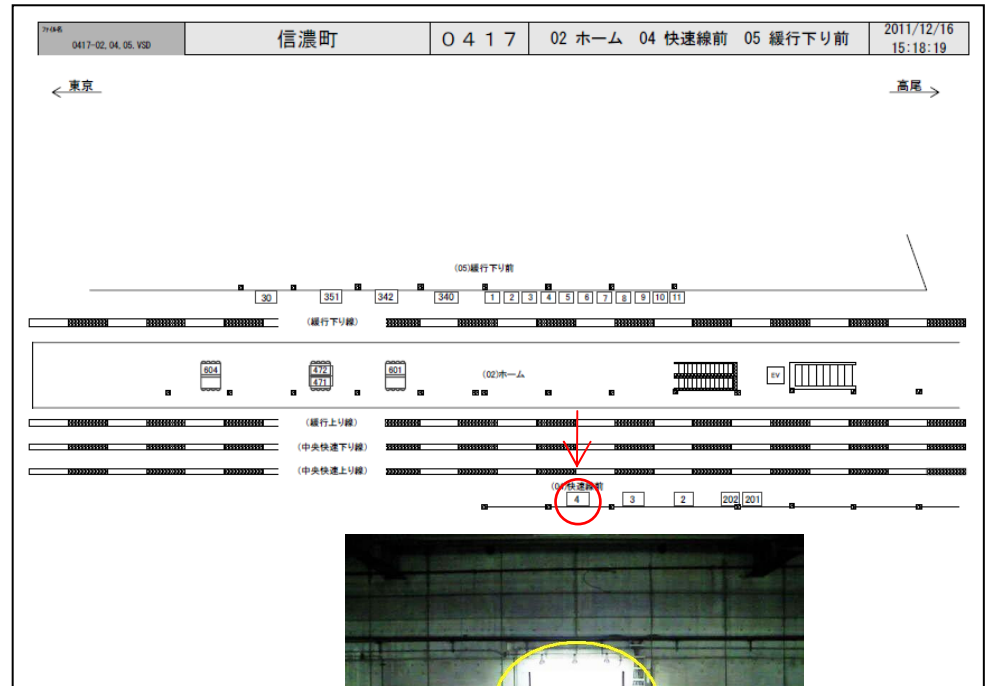 ファイル名
0417-02, 04, 05. VSD
信濃町
0417
02 ホーム 04 快速線前 05 緩行下り前
2011/12/16
15:18:19
東京
高尾
(05)緩行下り前
30 351 342 340 1 2 3 4 5 6 7 8 9 10 11
(緩行下り線)
604 472 601 EV
471
(02)ホーム
(緩行上り線)
(中央快速下り線)
(中央快速上り線)
(04)快速線前
4 3 2 202 201